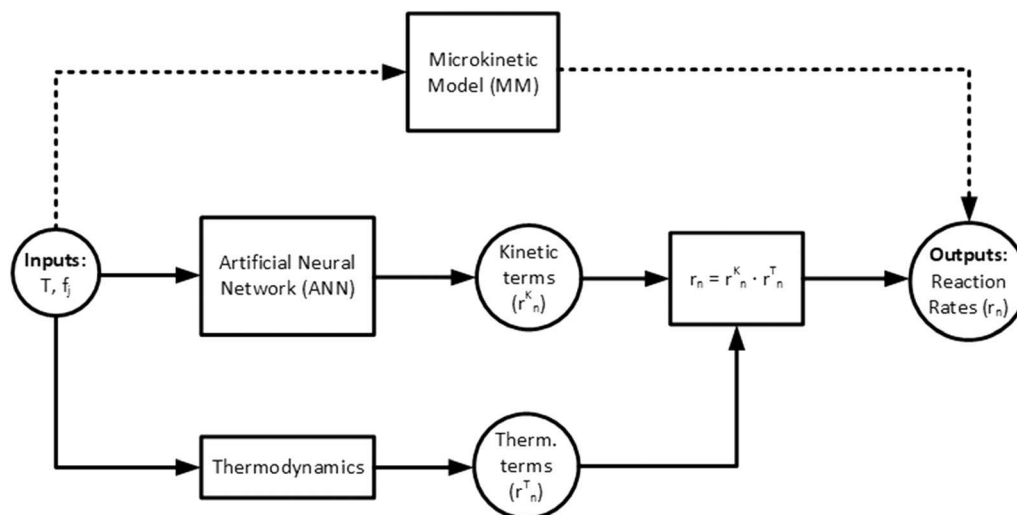 Microkinetic
Model (MM)
Inputs:
T, fⱼ
Artificial Neural
Network (ANN)
Kinetic
terms
(rᴷₙ)
rₙ = rᴷₙ · rᵀₙ
Outputs:
Reaction
Rates (rₙ)
Thermodynamics
Therm.
terms
(rᵀₙ)